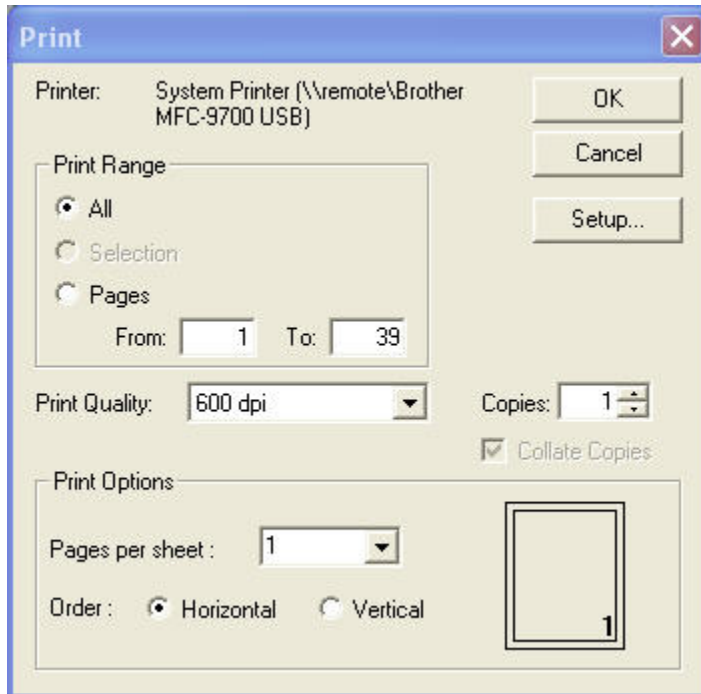 Print
Printer: System Printer (\\remote\Brother
MFC-9700 USB)
OK
Cancel
Setup...
Print Range
All
Selection
Pages
From: 1 To: 39
Print Quality: 600 dpi
Copies: 1
Collate Copies
Print Options
Pages per sheet : 1
Order : Horizontal Vertical
1